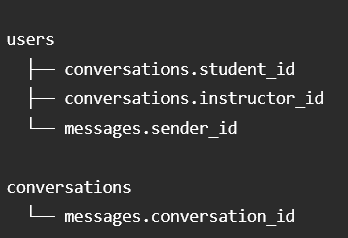 users
├── conversations.student_id
├── conversations.instructor_id
└── messages.sender_id
conversations
└── messages.conversation_id